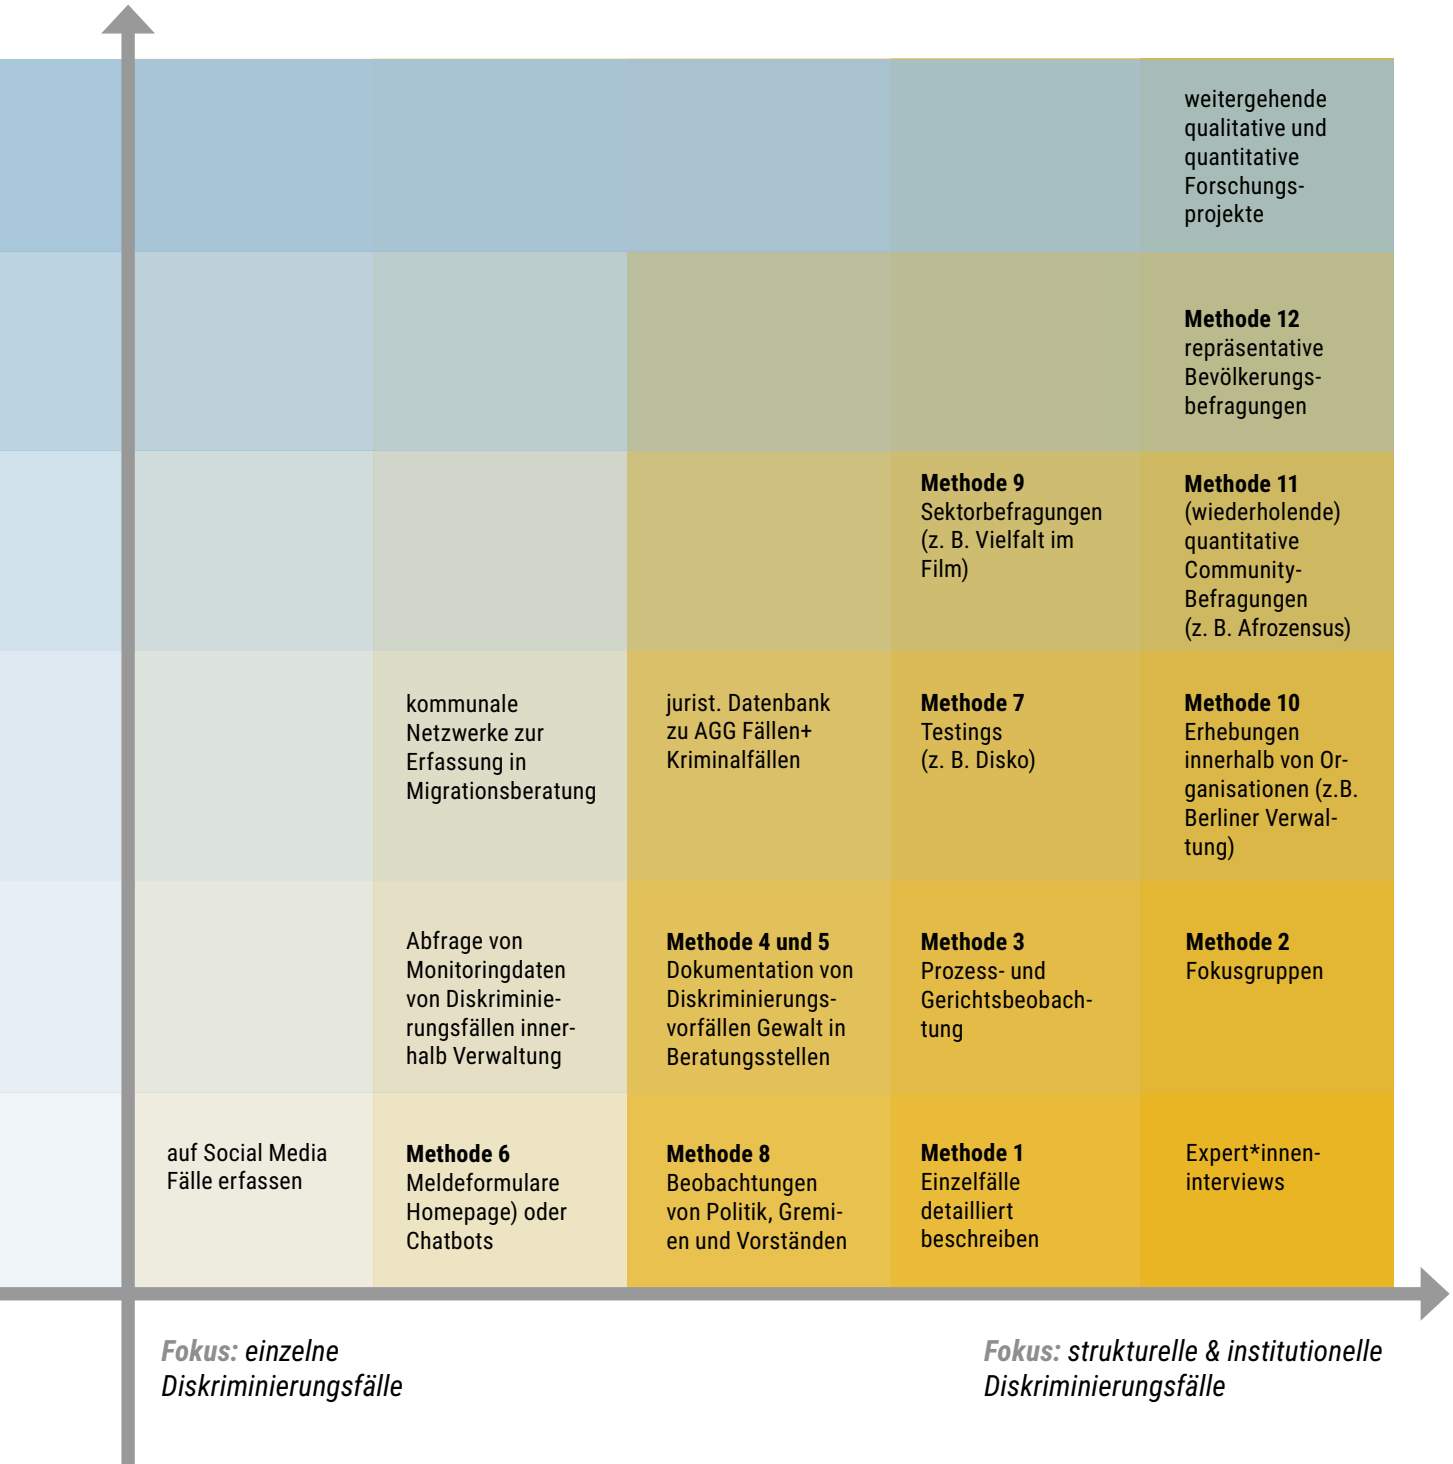 weitergehende
qualitative und
quantitative
Forschungs-
projekte
Methode 12
repräsentative
Bevölkerungs-
befragungen
Methode 9
Sektorbefragungen
(z. B. Vielfalt im
Film)
Methode 11
(wiederholende)
quantitative
Community-
Befragungen
(z. B. Afrozensus)
kommunale
Netzwerke zur
Erfassung in
Migrationsberatung
jurist. Datenbank
zu AGG Fällen+
Kriminalfällen
Methode 7
Testings
(z. B. Disko)
Methode 10
Erhebungen
innerhalb von Or-
ganisationen (z.B.
Berliner Verwal-
tung)
Abfrage von
Monitoringdaten
von Diskriminie-
rungsfällen inner-
halb Verwaltung
Methode 4 und 5
Dokumentation von
Diskriminierungs-
vorfällen Gewalt in
Beratungsstellen
Methode 3
Prozess- und
Gerichtsbeobach-
tung
Methode 2
Fokusgruppen
auf Social Media
Fälle erfassen
Methode 6
Meldeformulare
Homepage) oder
Chatbots
Methode 8
Beobachtungen
von Politik, Gremi-
en und Vorständen
Methode 1
Einzelfälle
detailliert
beschreiben
Expert*innen-
interviews
Fokus: einzelne
Diskriminierungsfälle
Fokus: strukturelle & institutionelle
Diskriminierungsfälle